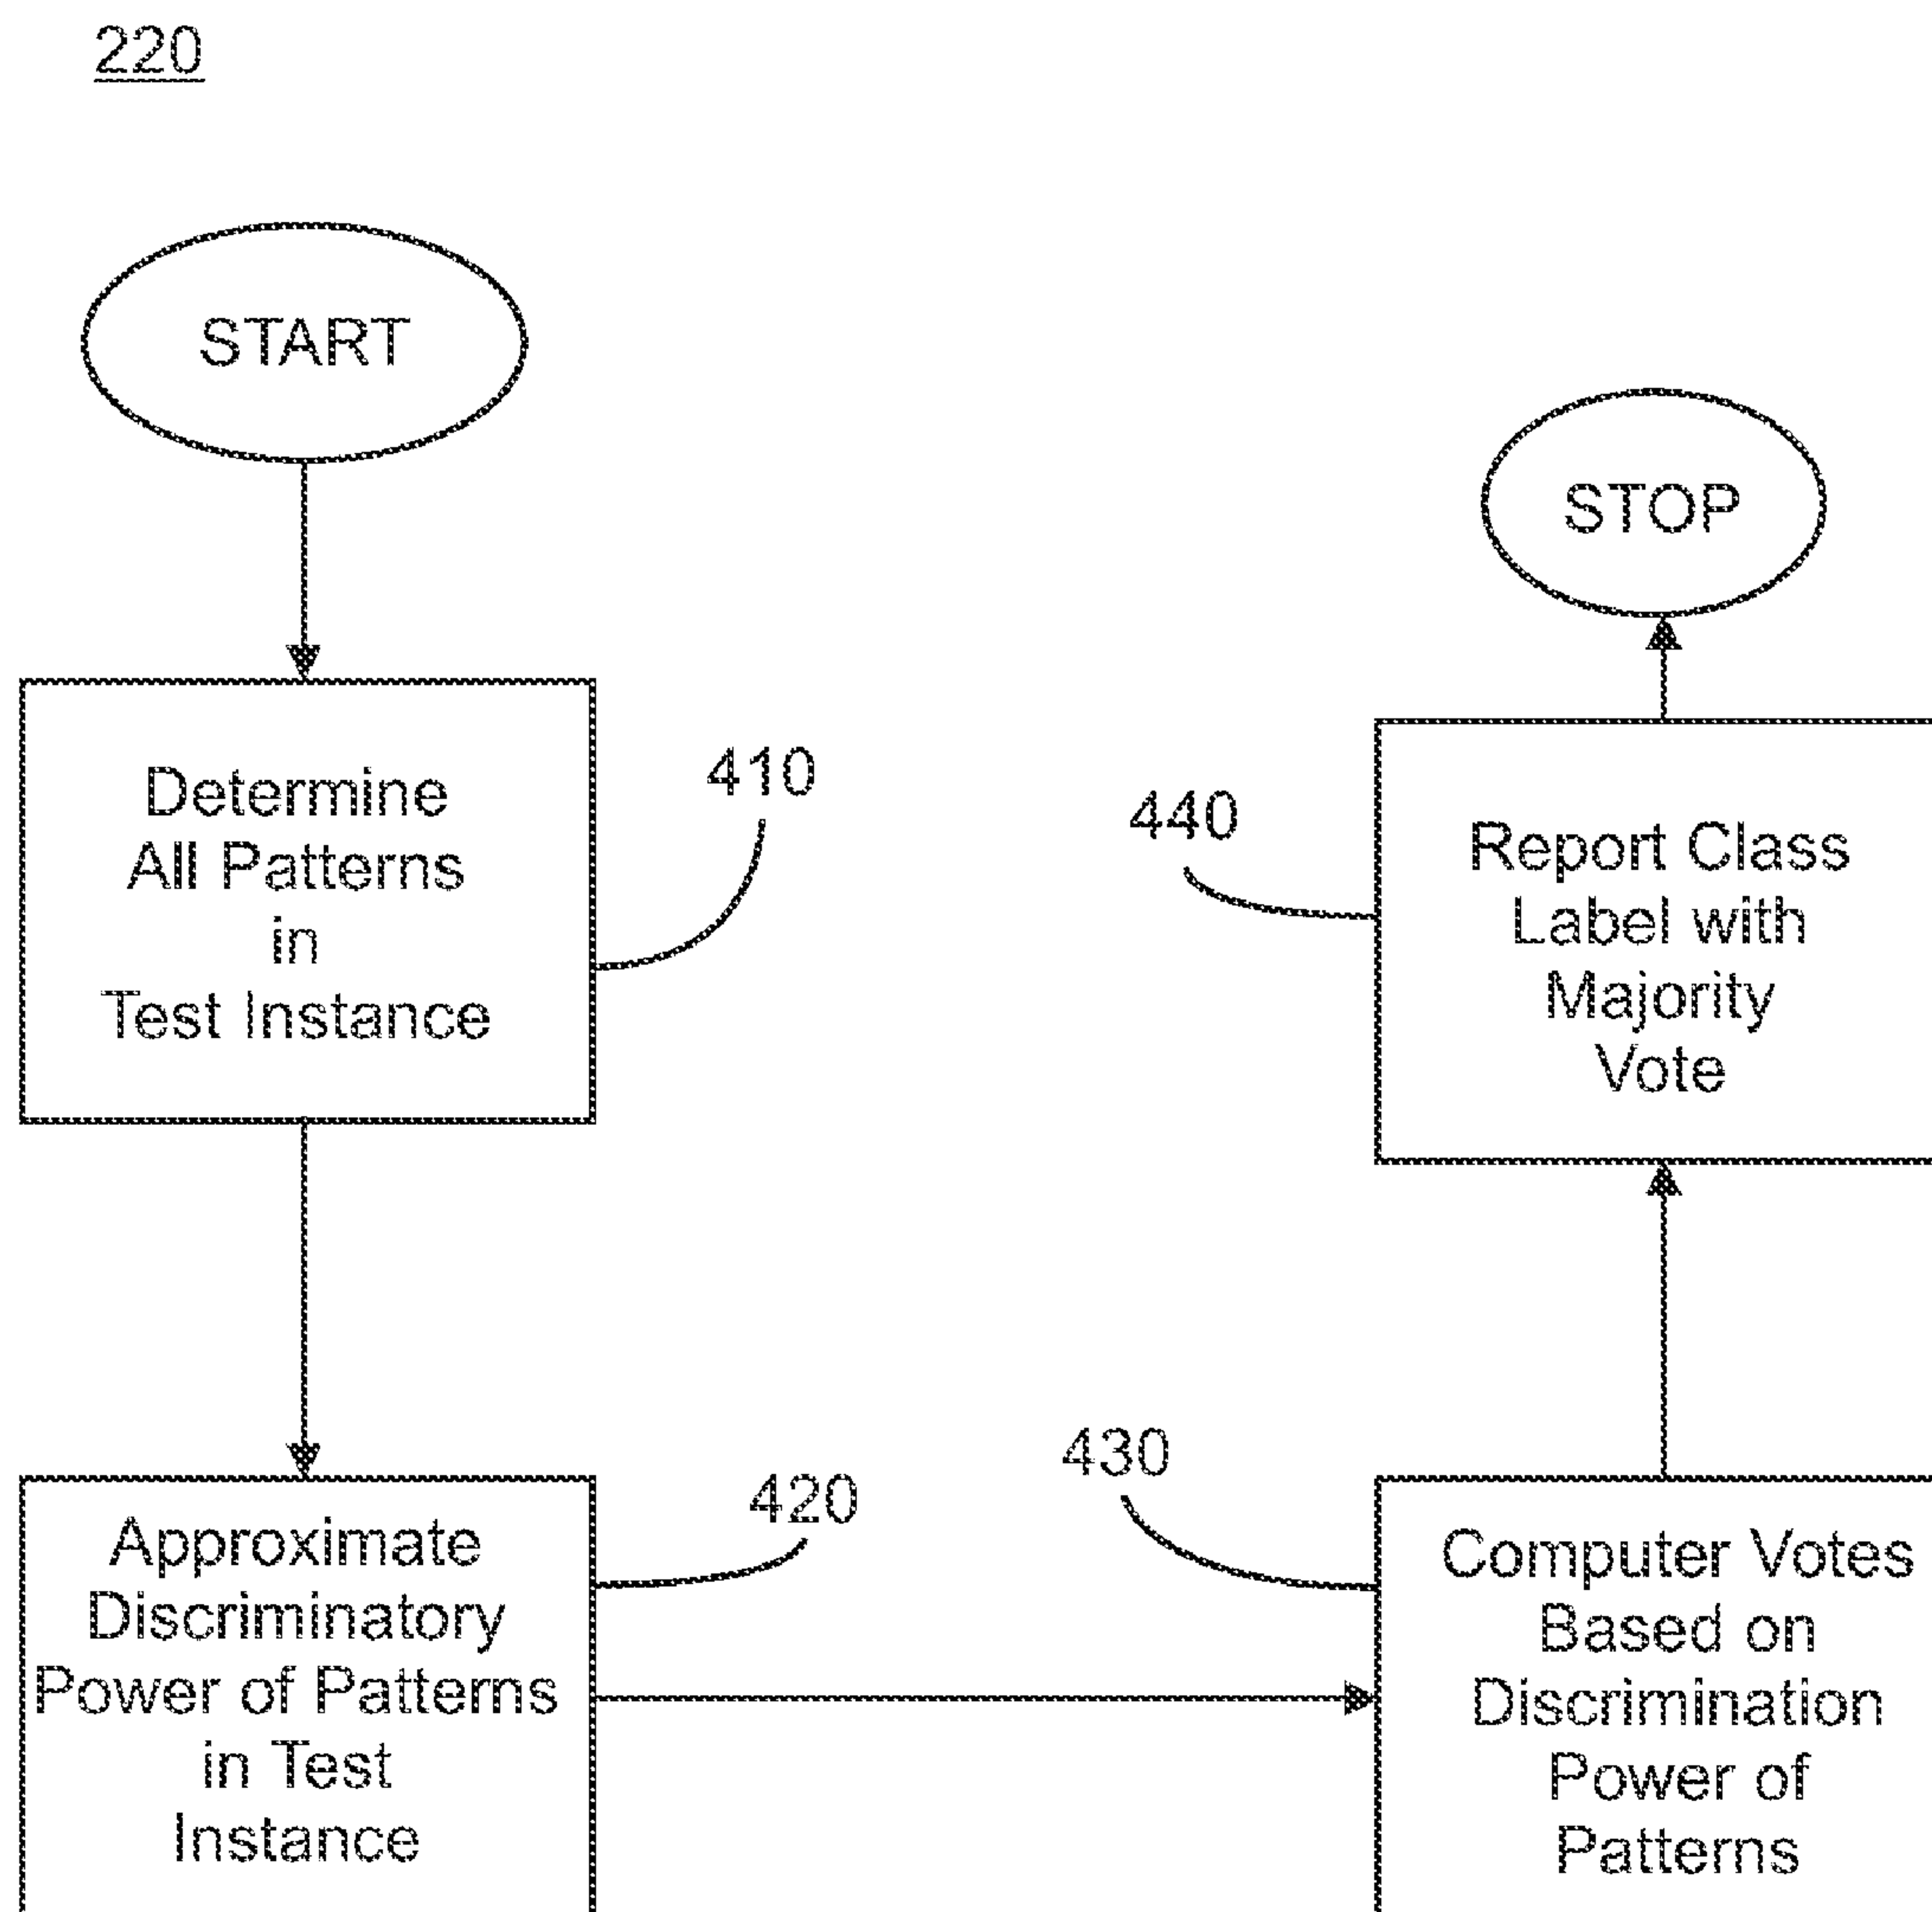 220
START
Determine
All Patterns
in
Test Instance
410
Approximate
Discriminatory
Power of Patterns
in Test
Instance
420
430
Computer Votes
Based on
Discrimination
Power of
Patterns
440
Report Class
Label with
Majority
Vote
STOP